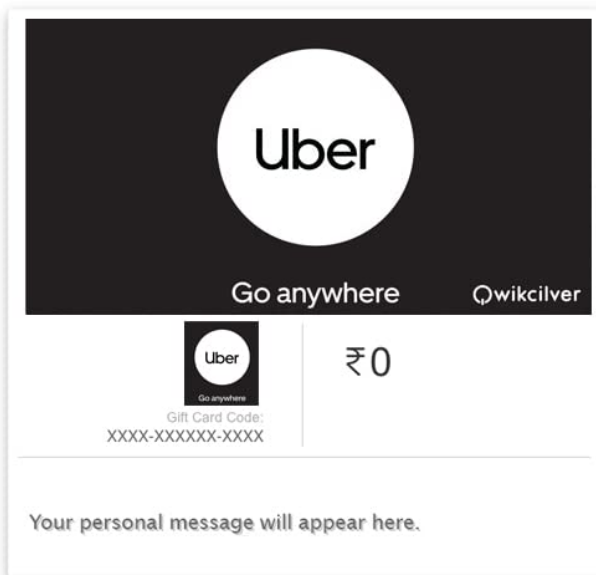 Uber
Go anywhere
Qwikcilver
Uber
Go anywhere
₹0
Gift Card Code:
XXXX-XXXXXX-XXXX
Your personal message will appear here.